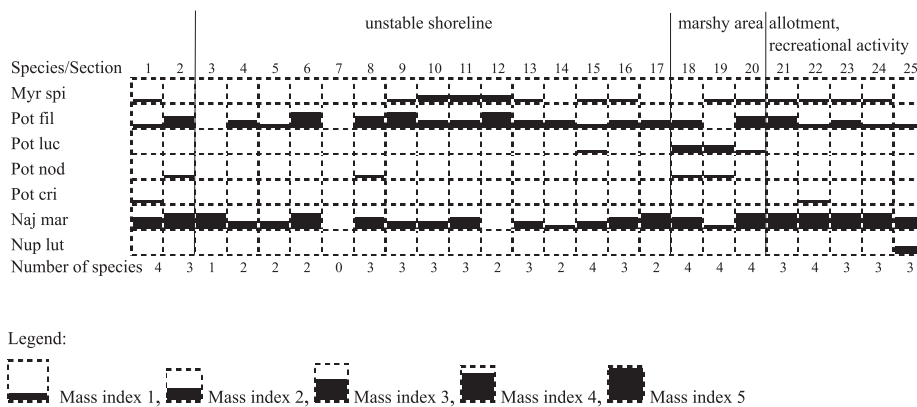 unstable shoreline marshy area allotment,
recreational activity
Species/Section 1 2 3 4 5 6 7 8 9 10 11 12 13 14 15 16 17 18 19 20 21 22 23 24 25
Myr spi
Pot fil
Pot luc
Pot nod
Pot cri
Naj mar
Nup lut
Number of species 4 3 1 2 2 2 0 3 3 3 3 2 3 2 4 3 2 4 4 4 3 4 3 3 3
Legend:
Mass index 1, Mass index 2, Mass index 3, Mass index 4, Mass index 5